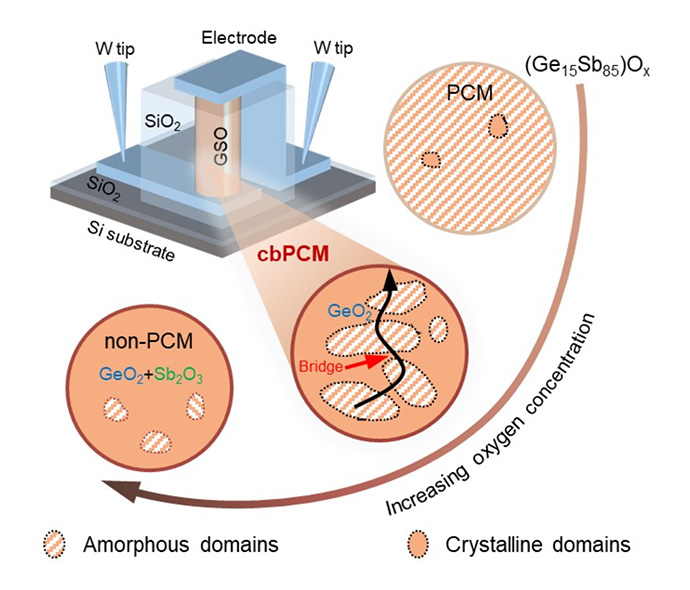 Electrode
W tip
W tip
(Ge₁₅Sb₈₅)Oₓ
PCM
SiO₂
GSO
SiO₂
Si substrate
cbPCM
GeO₂
Bridge
non-PCM
GeO₂+Sb₂O₃
Increasing oxygen concentration
Amorphous domains
Crystalline domains